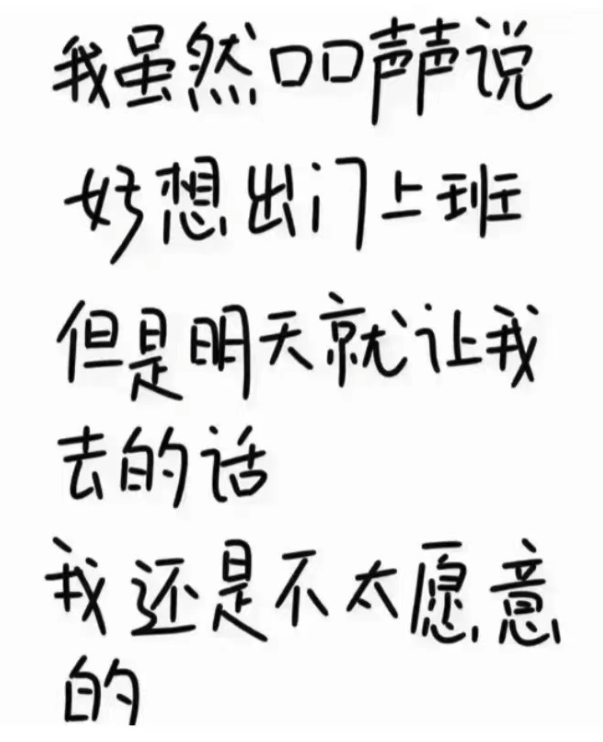 我虽然口口声声说
好想出门上班
但是明天就让我
去的话
我还是不太愿意
的